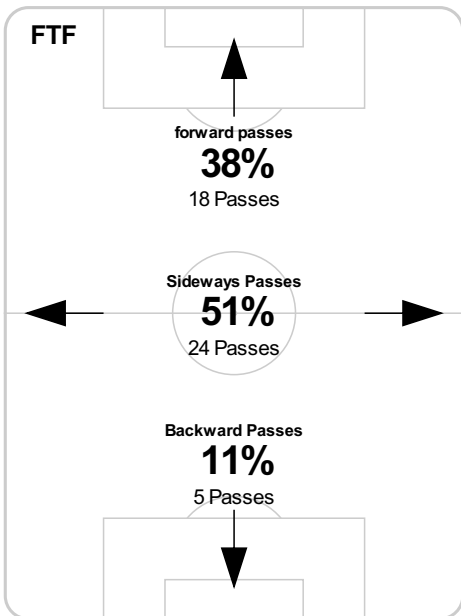 FTF
forward passes
38%
18 Passes
Sideways Passes
51%
24 Passes
Backward Passes
11%
5 Passes